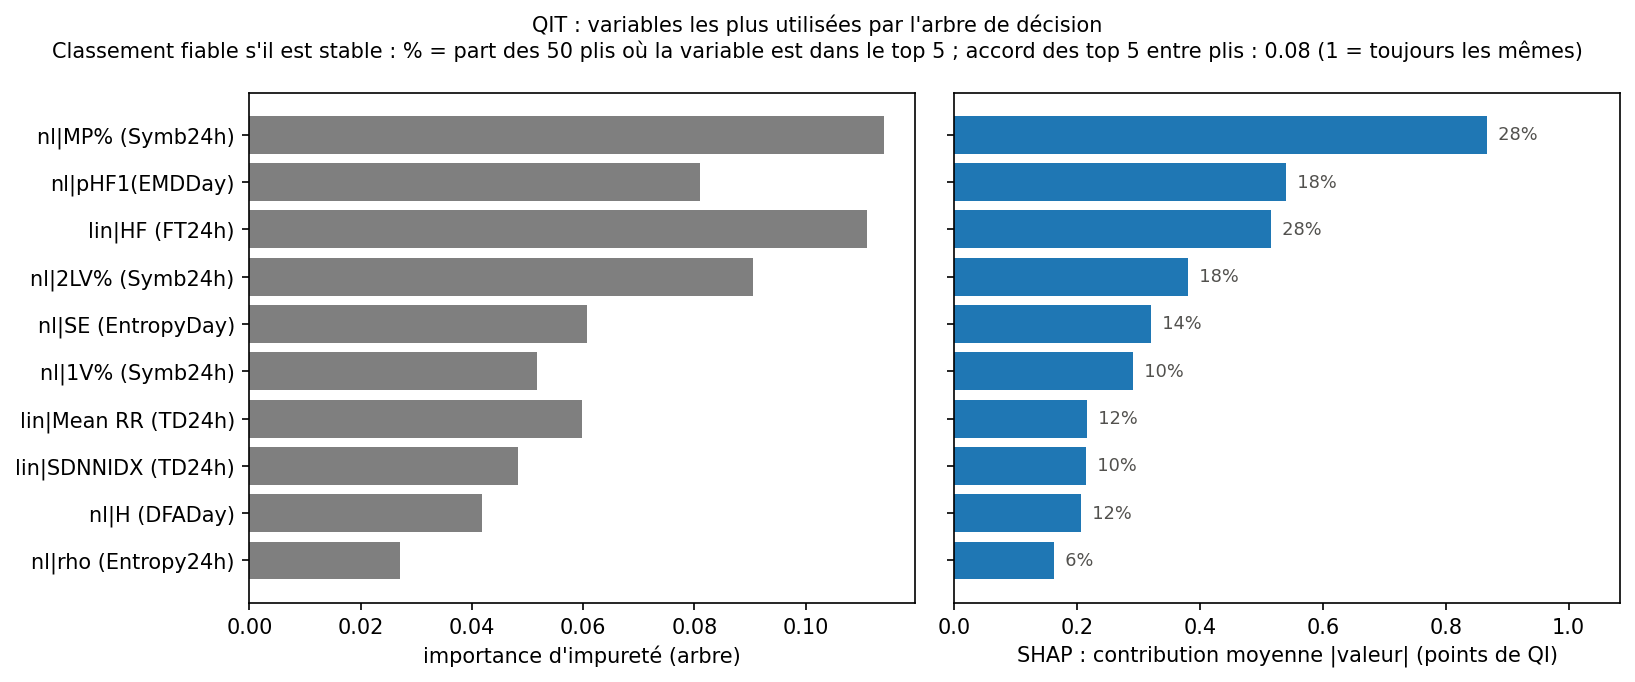 QIT : variables les plus utilisées par l'arbre de décision
Classement fiable s'il est stable : % = part des 50 plis où la variable est dans le top 5 ; accord des top 5 entre plis : 0.08 (1 = toujours les mêmes)
nl|MP% (Symb24h)
nl|pHF1(EMDDay)
lin|HF (FT24h)
nl|2LV% (Symb24h)
nl|SE (EntropyDay)
nl|1V% (Symb24h)
lin|Mean RR (TD24h)
lin|SDNNIDX (TD24h)
nl|H (DFADay)
nl|rho (Entropy24h)
0.00 0.02 0.04 0.06 0.08 0.10
importance d'impureté (arbre)
28%
18%
28%
18%
14%
10%
12%
10%
12%
6%
0.0 0.2 0.4 0.6 0.8 1.0
SHAP : contribution moyenne |valeur| (points de QI)